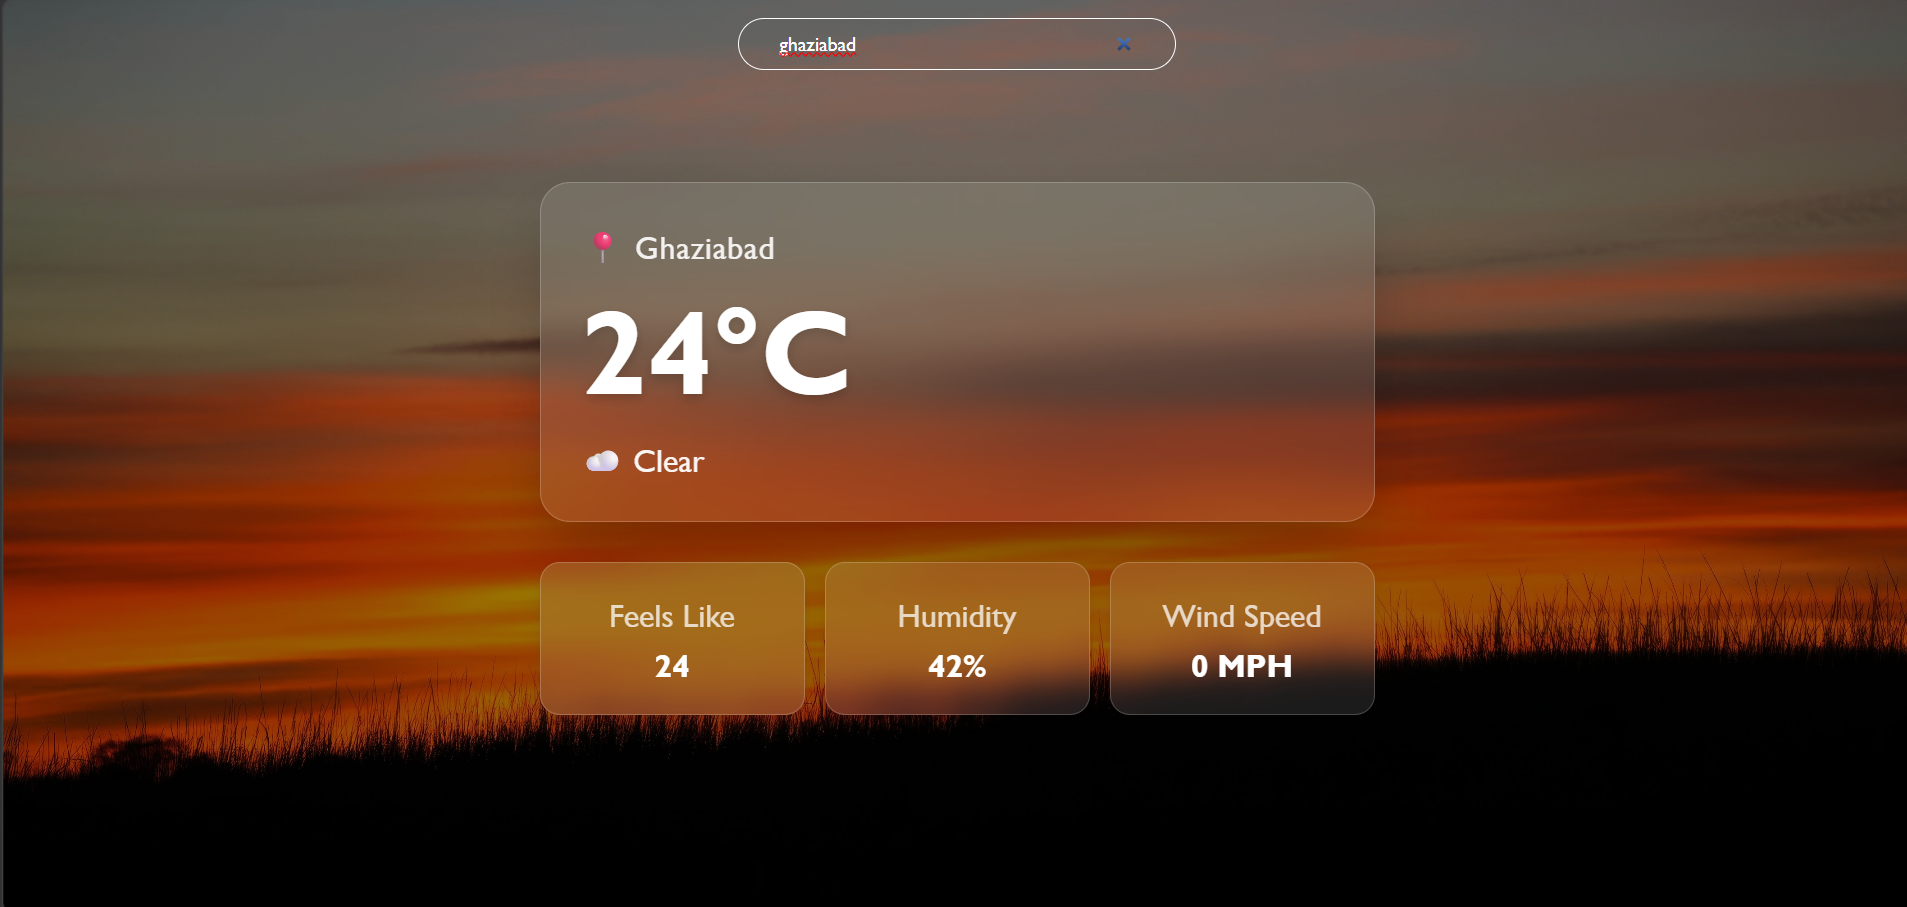 ghaziabad
Ghaziabad
24°C
Clear
Feels Like
24
Humidity
42%
Wind Speed
0 MPH